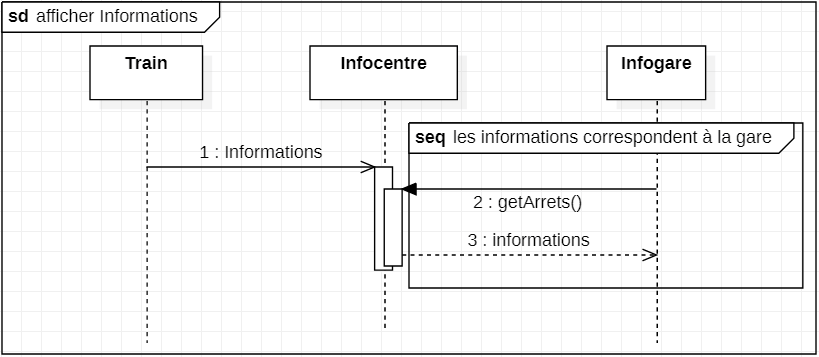 sd afficher Informations
Train
Infocentre
Infogare
seq les informations correspondent à la gare
1 : Informations
2 : getArrets()
3 : informations